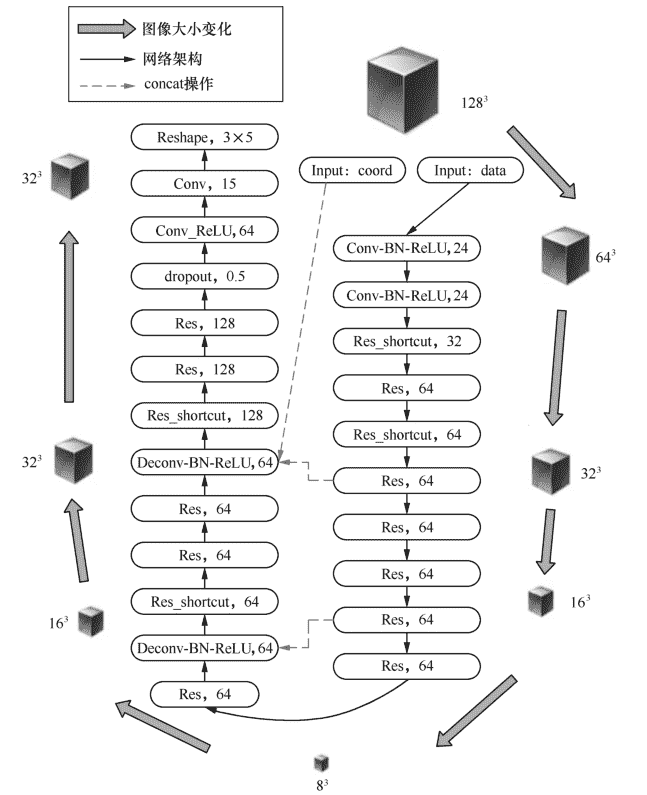 图像大小变化
网络架构
concat操作
128³
Reshape, 3×5
Input: coord
Input: data
32³
Conv, 15
Conv_ReLU, 64
Conv-BN-ReLU, 24
64³
dropout, 0.5
Conv-BN-ReLU, 24
Res, 128
Res_shortcut, 32
Res, 128
Res, 64
Res_shortcut, 128
Res_shortcut, 64
32³
Deconv-BN-ReLU, 64
Res, 64
32³
Res, 64
Res, 64
Res, 64
Res, 64
Res_shortcut, 64
Res, 64
16³
16³
Deconv-BN-ReLU, 64
Res, 64
Res, 64
8³